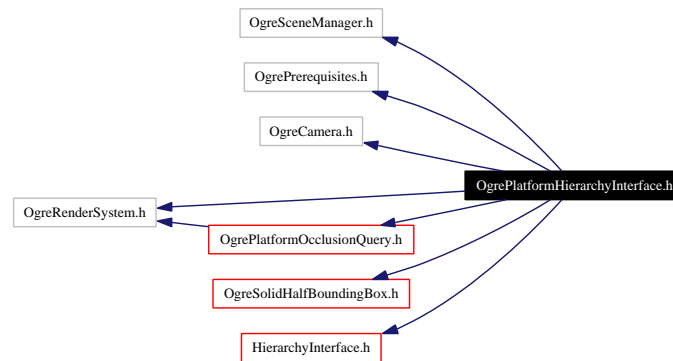 OgreSceneManager.h
OgrePrerequisites.h
OgreCamera.h
OgrePlatformHierarchyInterface.h
OgreRenderSystem.h
OgrePlatformOcclusionQuery.h
OgreSolidHalfBoundingBox.h
HierarchyInterface.h